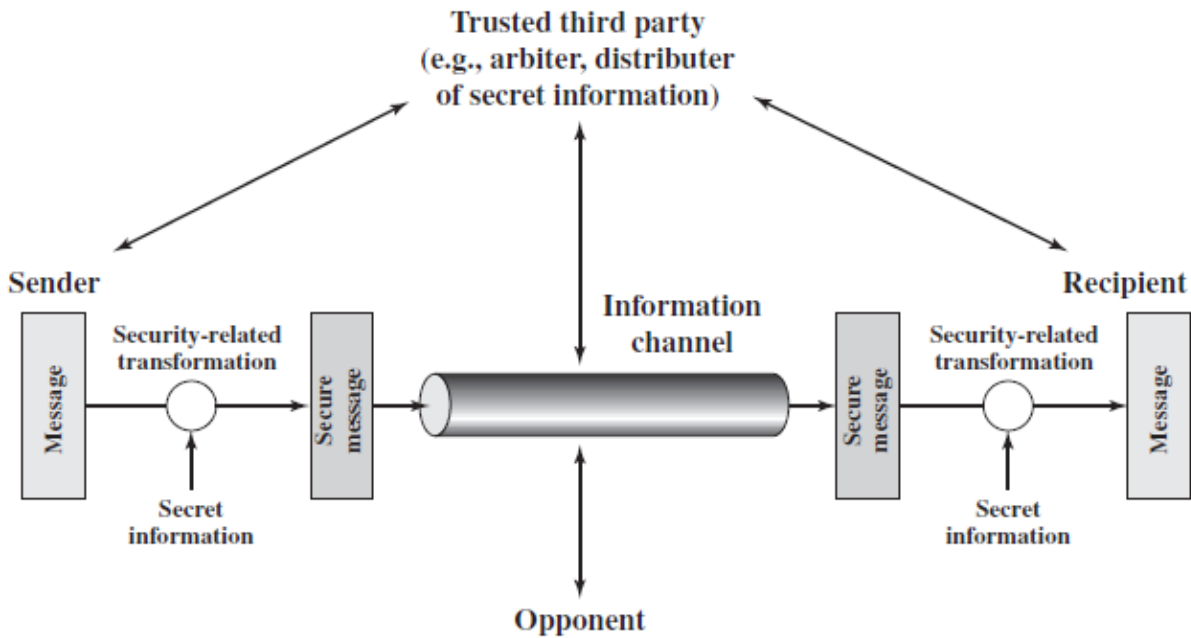 Trusted third party
(e.g., arbiter, distributer
of secret information)
Sender
Recipient
Information
channel
Security-related
transformation
Security-related
transformation
Message
Secure
message
Secure
message
Message
Secret
information
Secret
information
Opponent